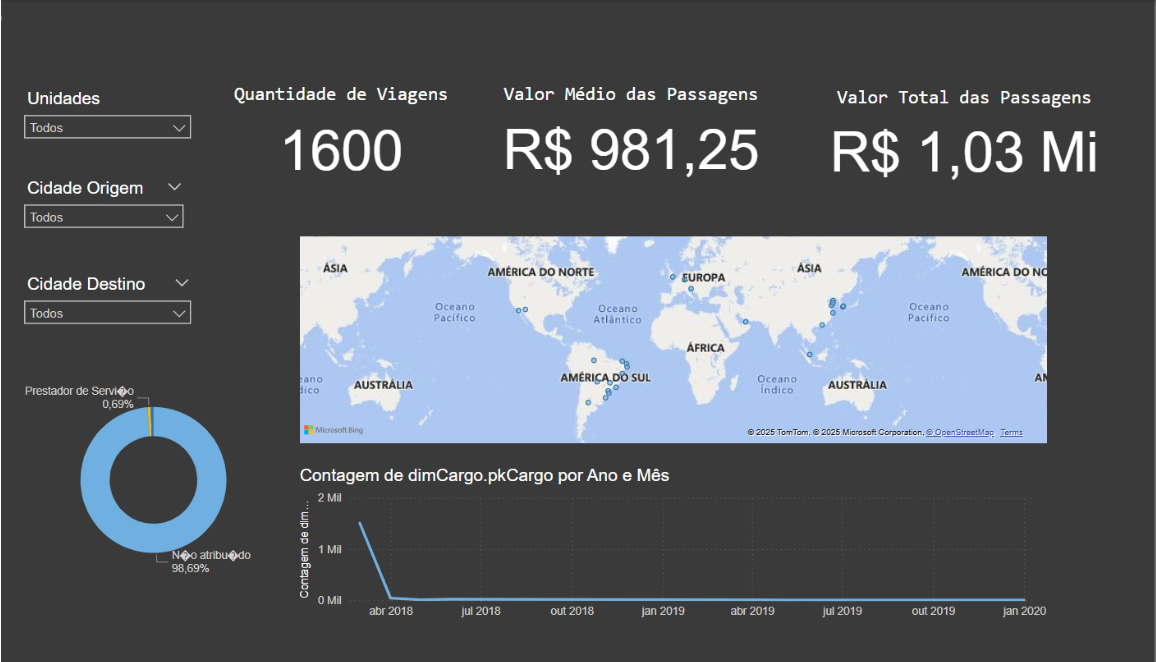 Unidades
Todos
Cidade Origem
Todos
Cidade Destino
Todos
Quantidade de Viagens
1600
Valor Médio das Passagens
R$ 981,25
Valor Total das Passagens
R$ 1,03 Mi
ÁSIA
AMÉRICA DO NORTE
EUROPA
ÁSIA
AMÉRICA DO NO
Oceano
Pacífico
Oceano
Atlântico
Oceano
Pacífico
ÁFRICA
eano
dico
AUSTRÁLIA
AMÉRICA DO SUL
Oceano
Índico
AUSTRÁLIA
AM
Microsoft Bing
© 2025 TomTom, © 2025 Microsoft Corporation, © OpenStreetMap Terms
Prestador de Servi�o
0,69%
N�o atribu�do
98,69%
Contagem de dimCargo.pkCargo por Ano e Mês
Contagem de dim...
2 Mil
1 Mil
0 Mil
abr 2018
jul 2018
out 2018
jan 2019
abr 2019
jul 2019
out 2019
jan 2020